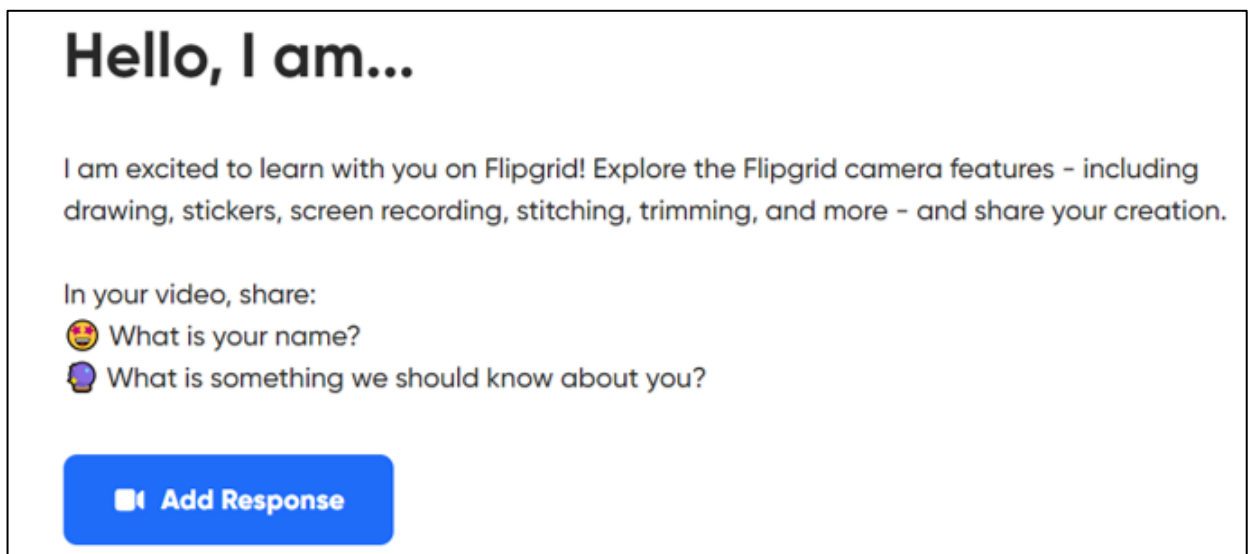 Hello, I am...
I am excited to learn with you on Flipgrid! Explore the Flipgrid camera features - including
drawing, stickers, screen recording, stitching, trimming, and more - and share your creation.
In your video, share:
🤩 What is your name?
🔮 What is something we should know about you?
Add Response